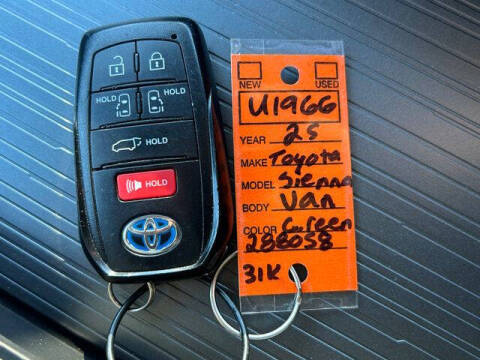 HOLD
HOLD
HOLD
HOLD
NEW USED
U1966
YEAR 25
MAKE Toyota
MODEL Sienna
BODY Van
COLOR Green
288058
31K